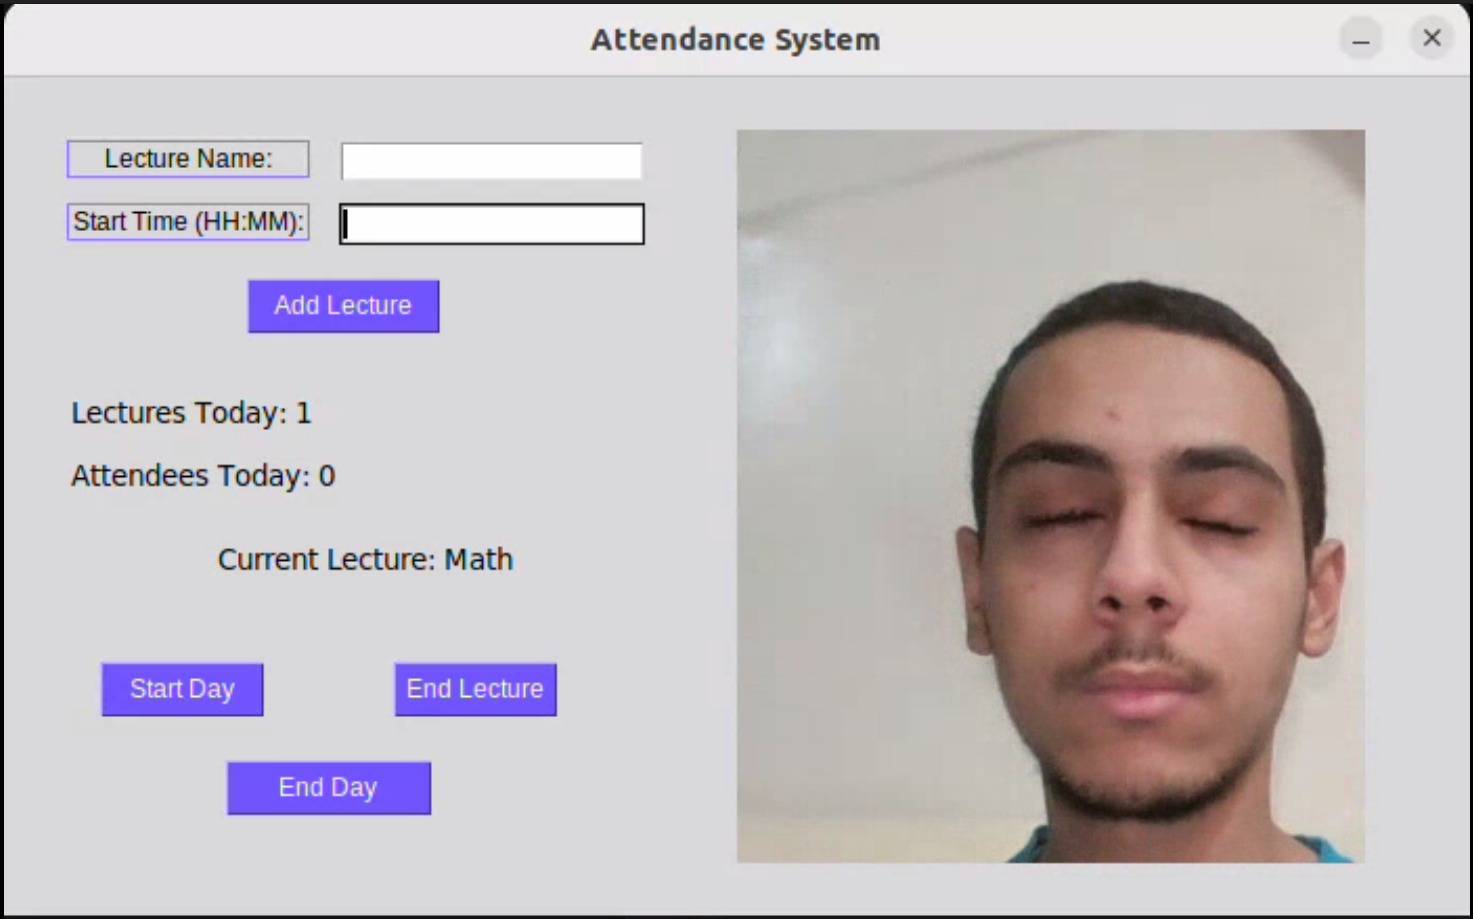 Attendance System
Lecture Name:
Start Time (HH:MM):
Add Lecture
Lectures Today: 1
Attendees Today: 0
Current Lecture: Math
Start Day
End Lecture
End Day